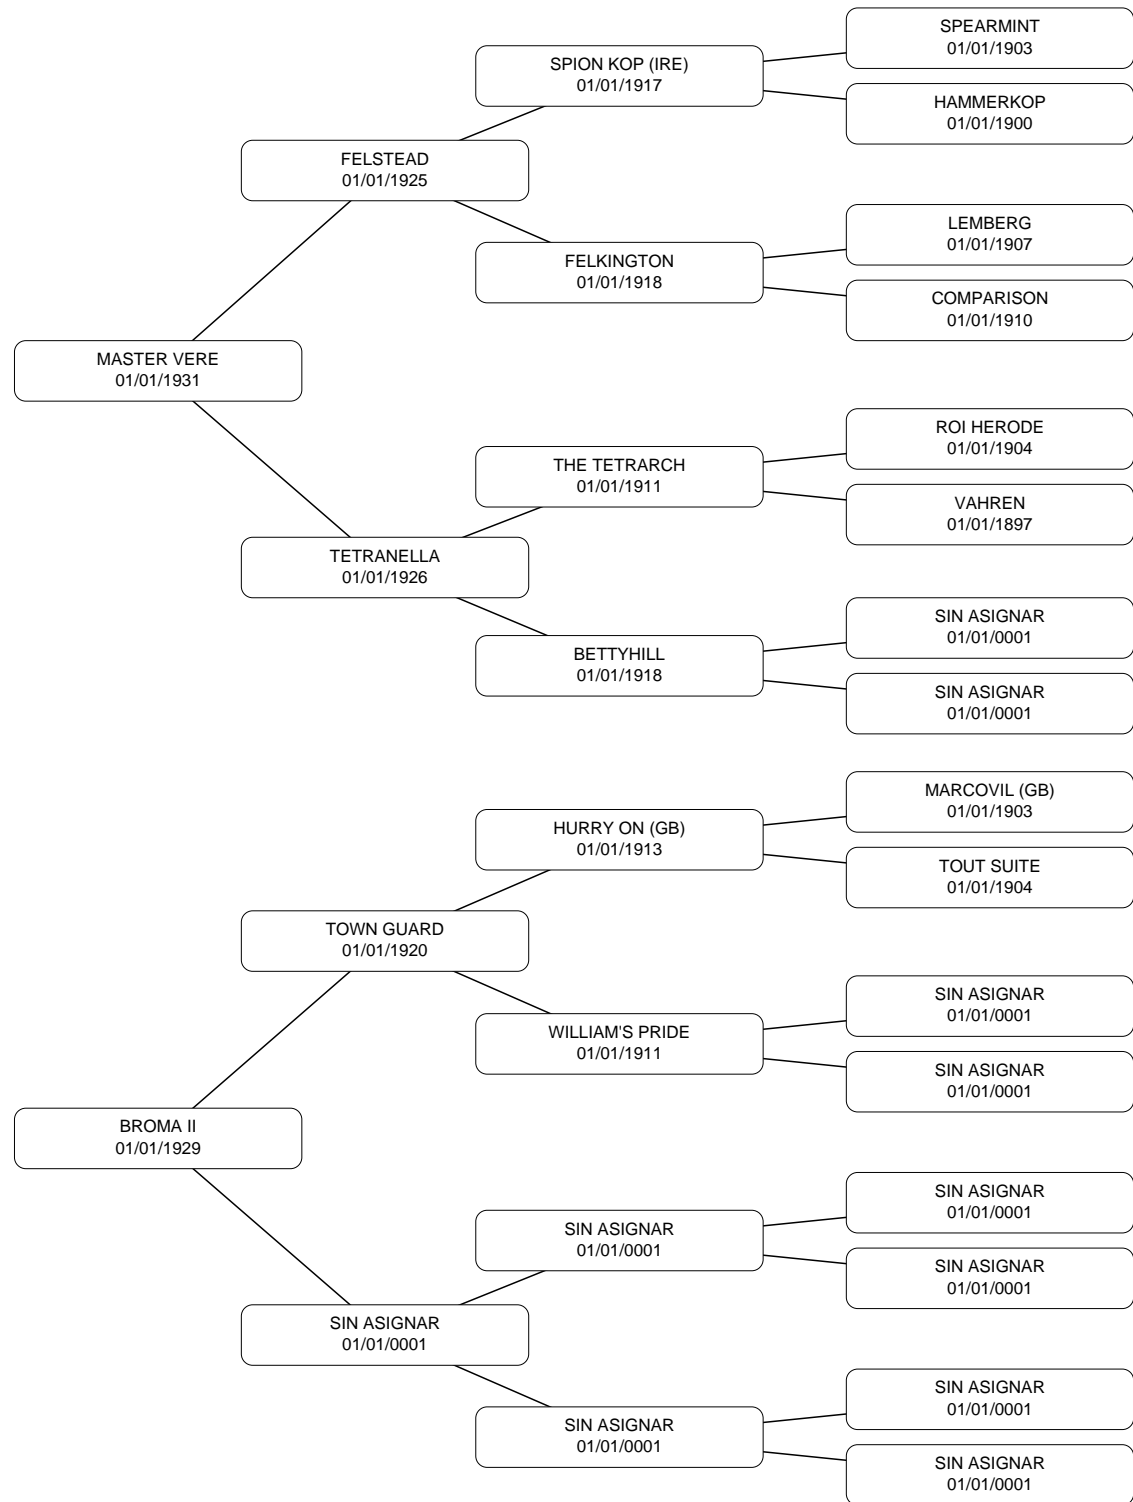 SPEARMINT
01/01/1903
SPION KOP (IRE)
01/01/1917
HAMMERKOP
01/01/1900
FELSTEAD
01/01/1925
LEMBERG
01/01/1907
FELKINGTON
01/01/1918
COMPARISON
01/01/1910
MASTER VERE
01/01/1931
ROI HERODE
01/01/1904
THE TETRARCH
01/01/1911
VAHREN
01/01/1897
TETRANELLA
01/01/1926
SIN ASIGNAR
01/01/0001
BETTYHILL
01/01/1918
SIN ASIGNAR
01/01/0001
MARCOVIL (GB)
01/01/1903
HURRY ON (GB)
01/01/1913
TOUT SUITE
01/01/1904
TOWN GUARD
01/01/1920
SIN ASIGNAR
01/01/0001
WILLIAM'S PRIDE
01/01/1911
SIN ASIGNAR
01/01/0001
BROMA II
01/01/1929
SIN ASIGNAR
01/01/0001
SIN ASIGNAR
01/01/0001
SIN ASIGNAR
01/01/0001
SIN ASIGNAR
01/01/0001
SIN ASIGNAR
01/01/0001
SIN ASIGNAR
01/01/0001
SIN ASIGNAR
01/01/0001